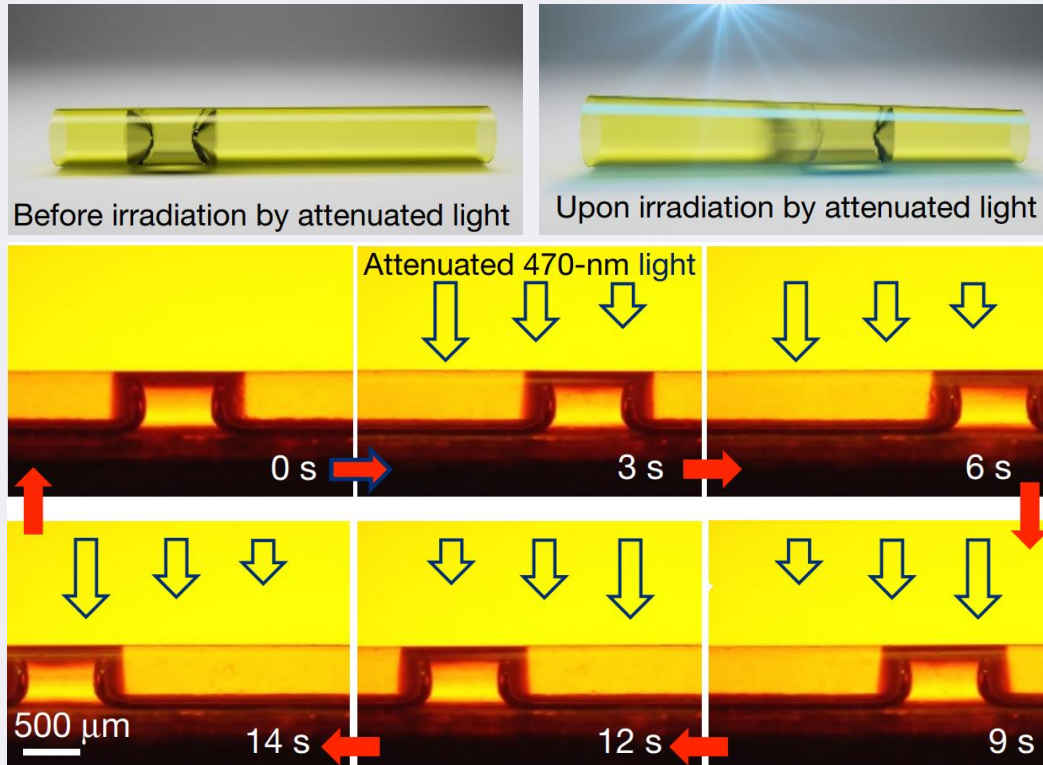 Before irradiation by attenuated light
Upon irradiation by attenuated light
Attenuated 470-nm light
0 s
3 s
6 s
500 μm
14 s
12 s
9 s